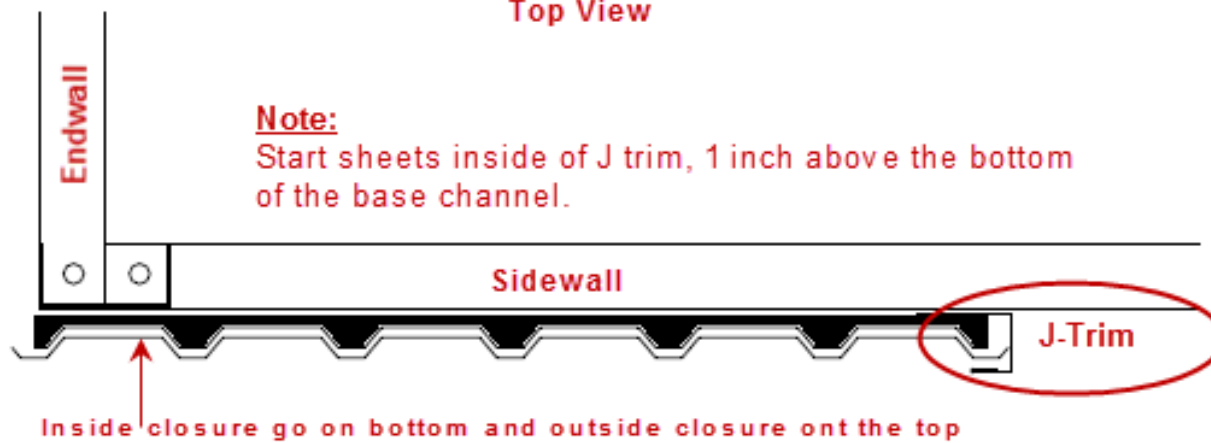 Top View
Endwall
Note:
Start sheets inside of J trim, 1 inch above the bottom
of the base channel.
Sidewall
J-Trim
Inside closure go on bottom and outside closure ont the top